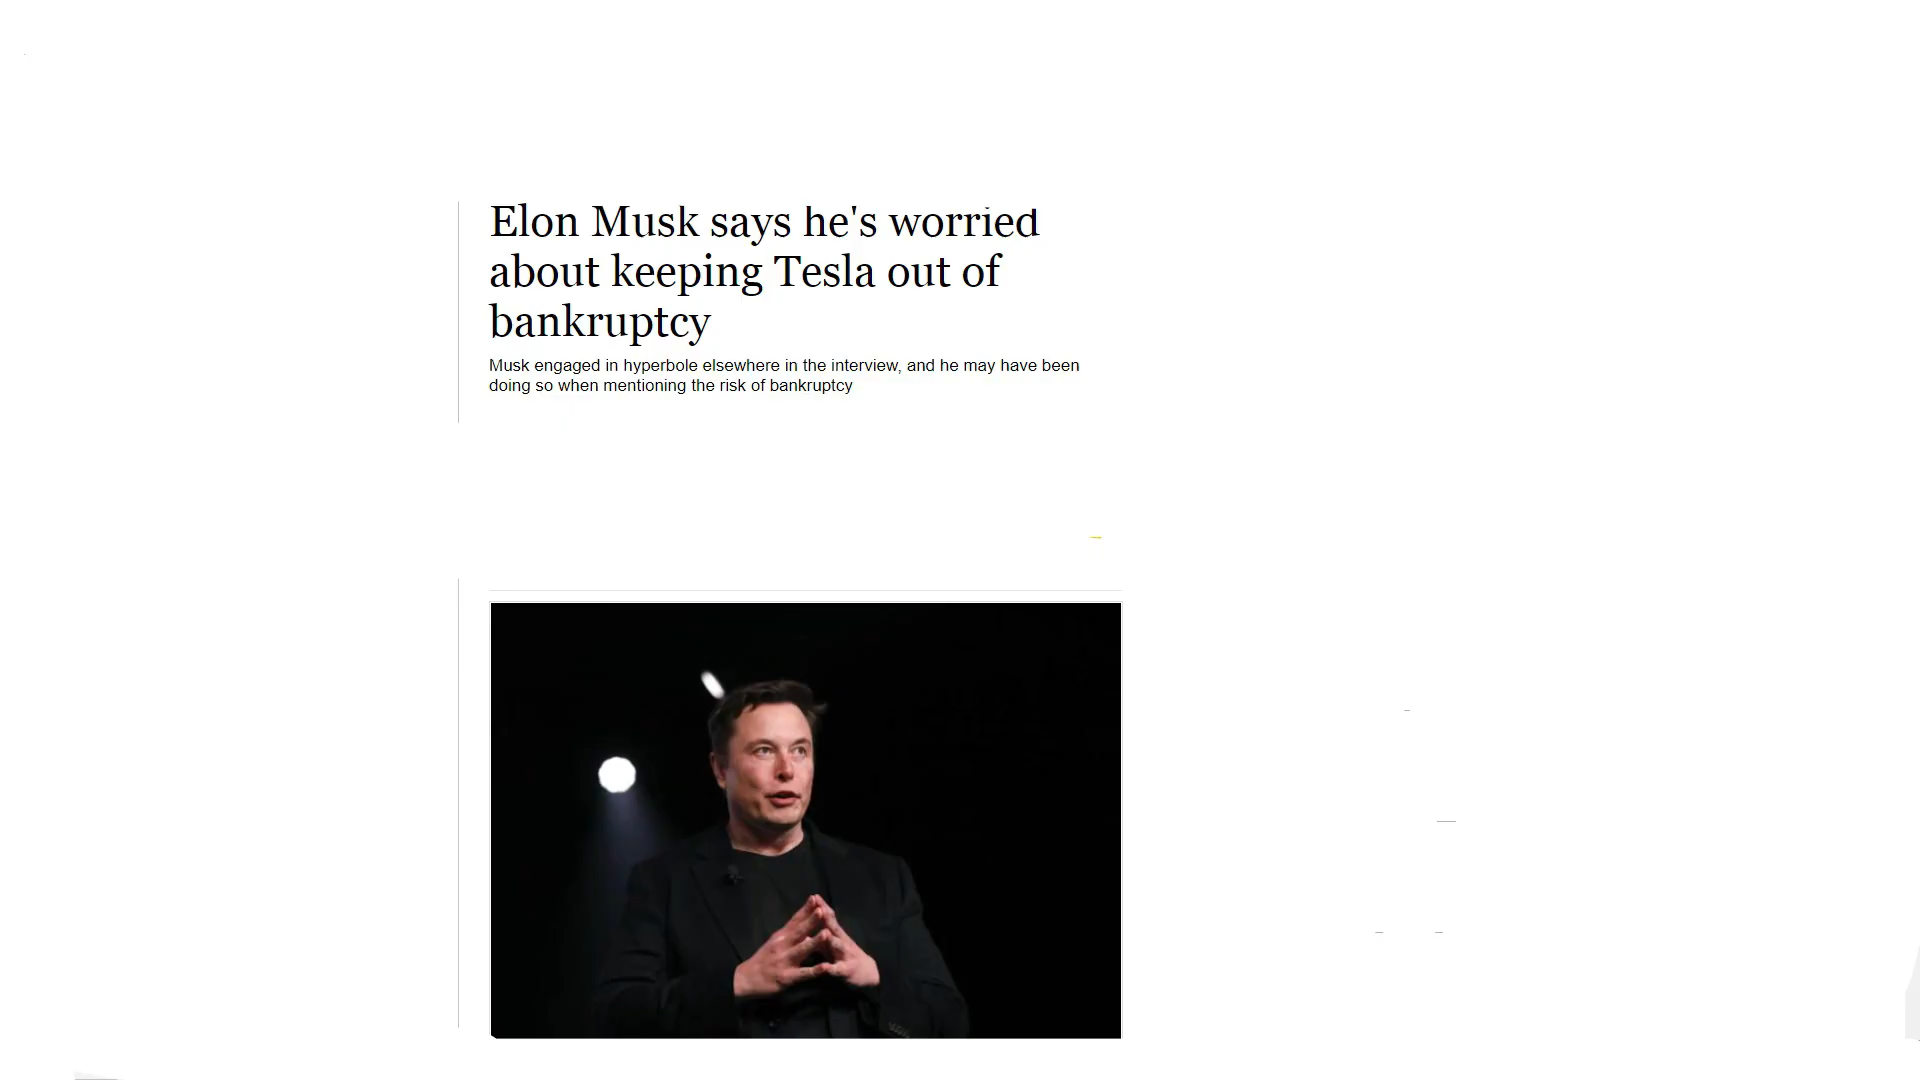 Elon Musk says he's worried
about keeping Tesla out of
bankruptcy
Musk engaged in hyperbole elsewhere in the interview, and he may have been
doing so when mentioning the risk of bankruptcy